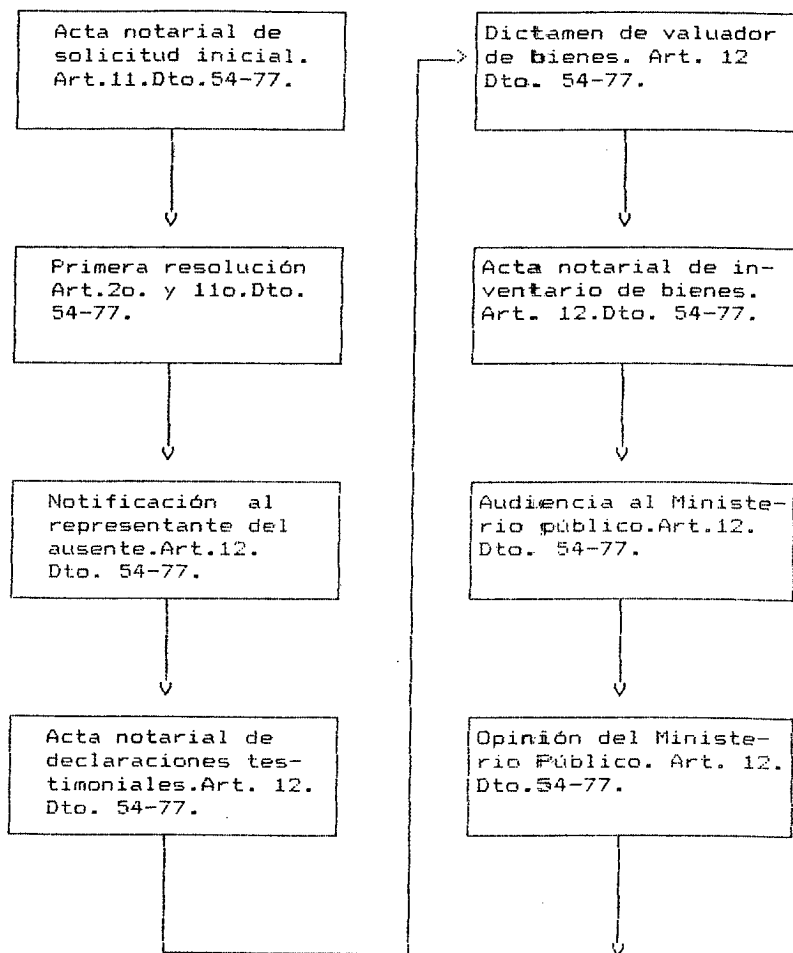 Acta notarial de
solicitud inicial.
Art.11.Dto.54-77.
Primera resolución
Art.2o. y 11o.Dto.
54-77.
Notificación al
representante del
ausente.Art.12.
Dto. 54-77.
Acta notarial de
declaraciones tes-
timoniales.Art. 12.
Dto. 54-77.
Dictamen de valuador
de bienes. Art. 12
Dto. 54-77.
Acta notarial de in-
ventario de bienes.
Art. 12.Dto. 54-77.
Audiencia al Ministe-
rio público.Art.12.
Dto. 54-77.
Opinión del Ministe-
rio Público. Art. 12.
Dto.54-77.